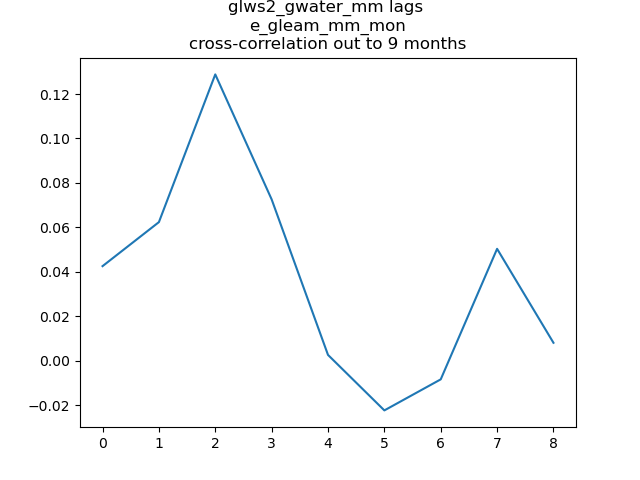 glws2_gwater_mm lags
e_gleam_mm_mon
cross-correlation out to 9 months
0.12
0.10
0.08
0.06
0.04
0.02
0.00
−0.02
0 1 2 3 4 5 6 7 8